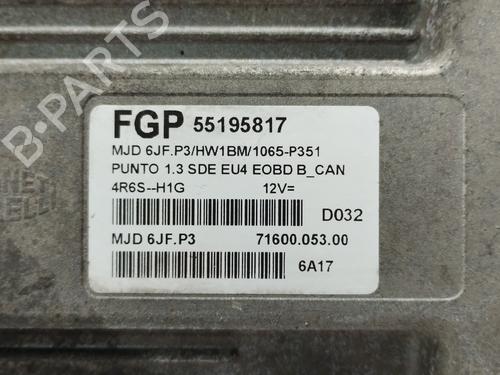 FGP 55195817
MJD 6JF.P3/HW1BM/1065-P351
PUNTO 1.3 SDE EU4 EOBD B_CAN
4R6S--H1G 12V=
D032
MJD 6JF.P3 71600.053.00
6A17
B-PARTS